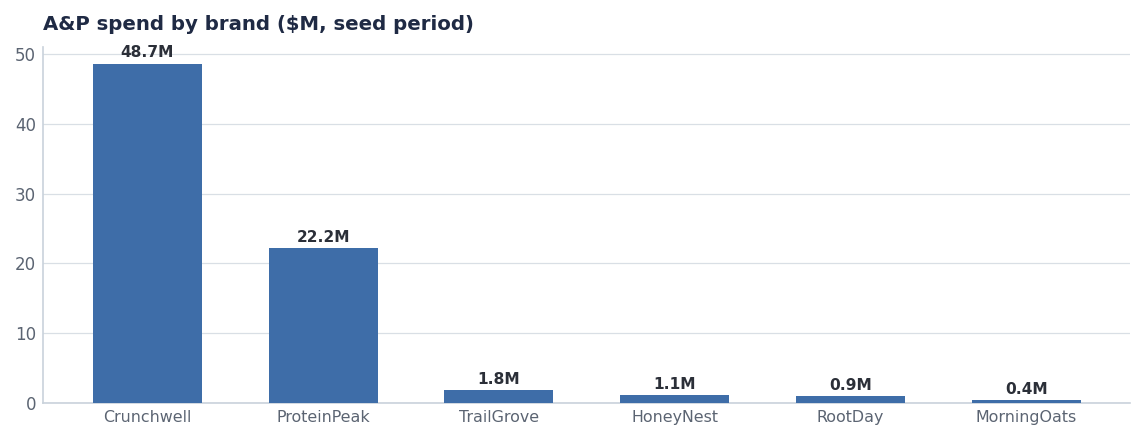 A&P spend by brand ($M, seed period)
50
40
30
20
10
0
48.7M
22.2M
1.8M
1.1M
0.9M
0.4M
Crunchwell
ProteinPeak
TrailGrove
HoneyNest
RootDay
MorningOats